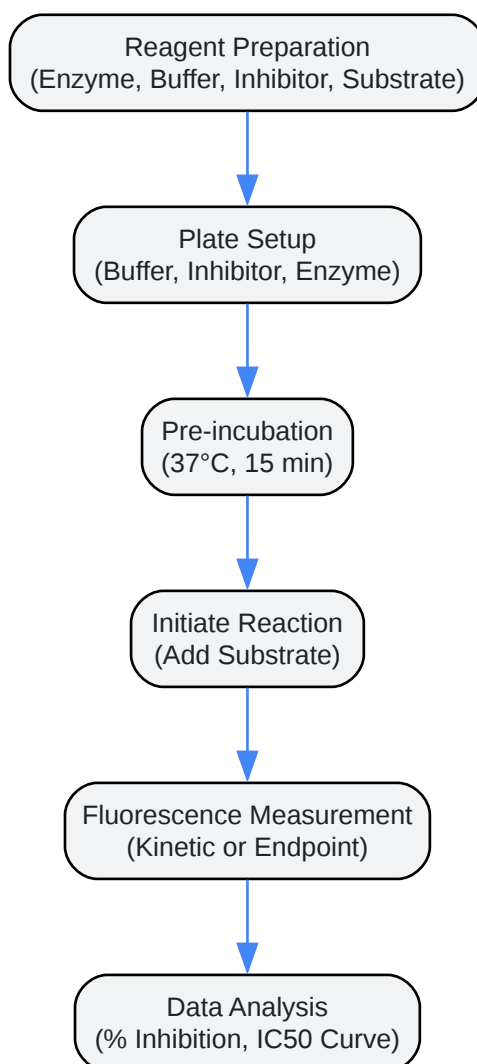 Reagent Preparation
(Enzyme, Buffer, Inhibitor, Substrate)
Plate Setup
(Buffer, Inhibitor, Enzyme)
Pre-incubation
(37°C, 15 min)
Initiate Reaction
(Add Substrate)
Fluorescence Measurement
(Kinetic or Endpoint)
Data Analysis
(% Inhibition, IC50 Curve)